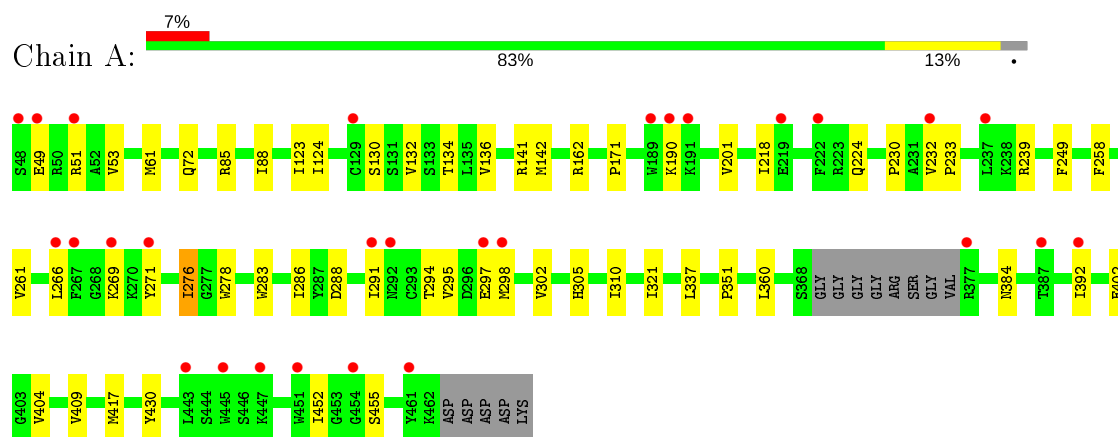 7%
Chain A:
83%
13%
•
S48 E49 R50 R51 A52 V53 M61 Q72 R85 I88 I123 I124 C129 S130 S131 V132 S133 T134 L135 V136 R141 M142 R162 P171 W189 K190 K191 V201 I218 E219 F222 R223 Q224 P230 A231 V232 P233 L237 K238 R239 F249 F258
V261 L266 F267 G268 K269 K270 Y271 I276 G277 W278 W283 I286 Y287 D288 I291 N292 C293 T294 V295 D296 E297 M298 V302 H305 I310 I321 L337 P351 L360 S368 GLY GLY GLY GLY ARG SER GLY VAL R377 N384 T387 I392
G403 V404 V409 M417 Y430 L443 S444 W445 S446 K447 W451 I452 G453 G454 S455 Y461 K462 ASP ASP ASP ASP LYS